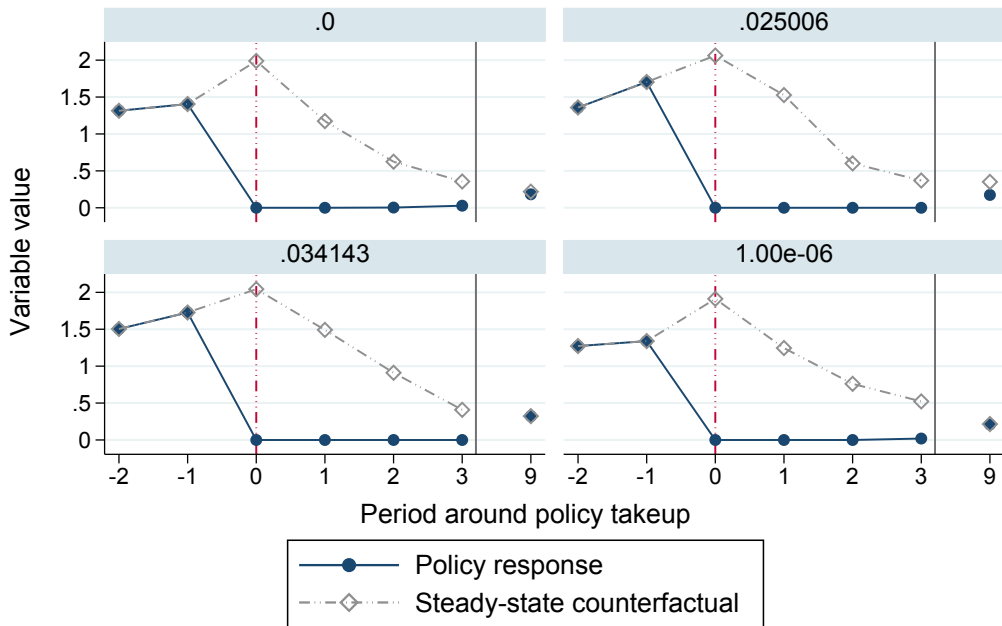 .0
.025006
2
1.5
1
.5
0
.034143
1.00e-06
2
1.5
1
.5
0
-2 -1 0 1 2 3 9
-2 -1 0 1 2 3 9
Variable value
Period around policy takeup
Policy response
Steady-state counterfactual